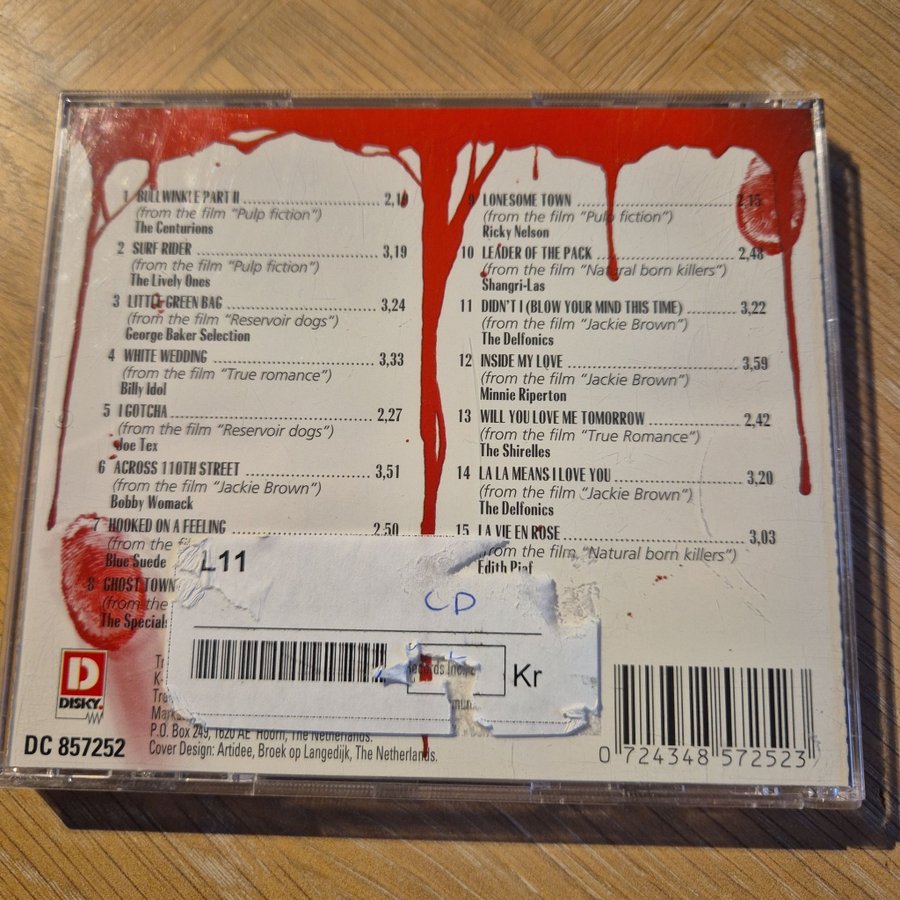 1 BULLWINKLE PART II
(from the film "Pulp fiction")
The Centurions
2 SURF RIDER 3,19
(from the film "Pulp fiction")
The Lively Ones
3 LITTLE GREEN BAG 3,24
(from the film "Reservoir dogs")
George Baker Selection
4 WHITE WEDDING 3,33
(from the film "True romance")
Billy Idol
5 I GOTCHA 2,27
(from the film "Reservoir dogs")
Joe Tex
6 ACROSS 110TH STREET 3,51
(from the film "Jackie Brown")
Bobby Womack
7 HOOKED ON A FEELING 2,50
(from the
Blue Suede
8 GHOST TOWN
(from the
The Specials
9 LONESOME TOWN 2,15
(from the film "Pulp fiction")
Ricky Nelson
10 LEADER OF THE PACK 2,48
(from the film "Natural born killers")
Shangri-Las
11 DIDN'T I (BLOW YOUR MIND THIS TIME) 3,22
(from the film "Jackie Brown")
The Delfonics
12 INSIDE MY LOVE 3,59
(from the film "Jackie Brown")
Minnie Riperton
13 WILL YOU LOVE ME TOMORROW 2,42
(from the film "True Romance")
The Shirelles
14 LA LA MEANS I LOVE YOU 3,20
(from the film "Jackie Brown")
The Delfonics
15 LA VIE EN ROSE 3,03
from the film "Natural born killers")
Edith Piaf
L11
CD
Records Inc.
Kr
D
DISKY.
DC 857252
P.O. Box 249, 1620 AE Hoorn, The Netherlands.
Cover Design: Artidee, Broek op Langedijk, The Netherlands.
0 724348 572523